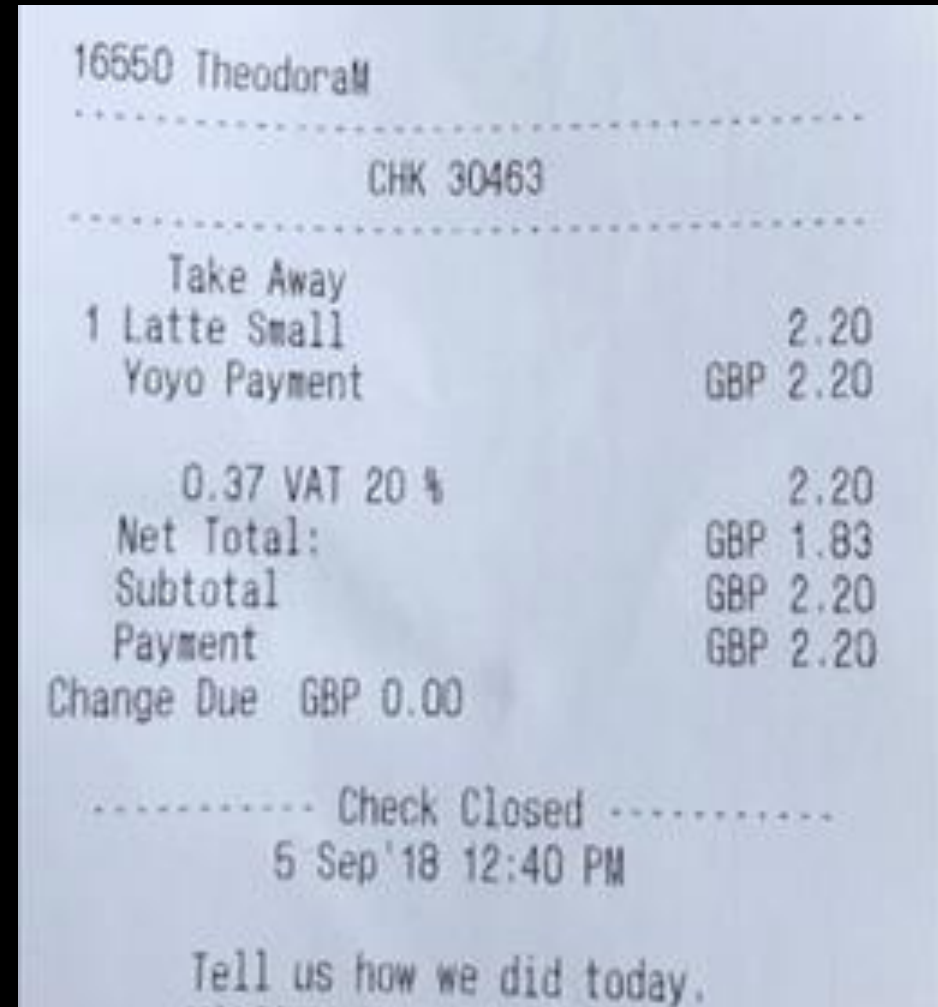 16550 TheodoraM
CHK 30463
Take Away
1 Latte Small 2.20
Yoyo Payment GBP 2.20
0.37 VAT 20 % 2.20
Net Total: GBP 1.83
Subtotal GBP 2.20
Payment GBP 2.20
Change Due GBP 0.00
----------- Check Closed -----------
5 Sep'18 12:40 PM
Tell us how we did today.